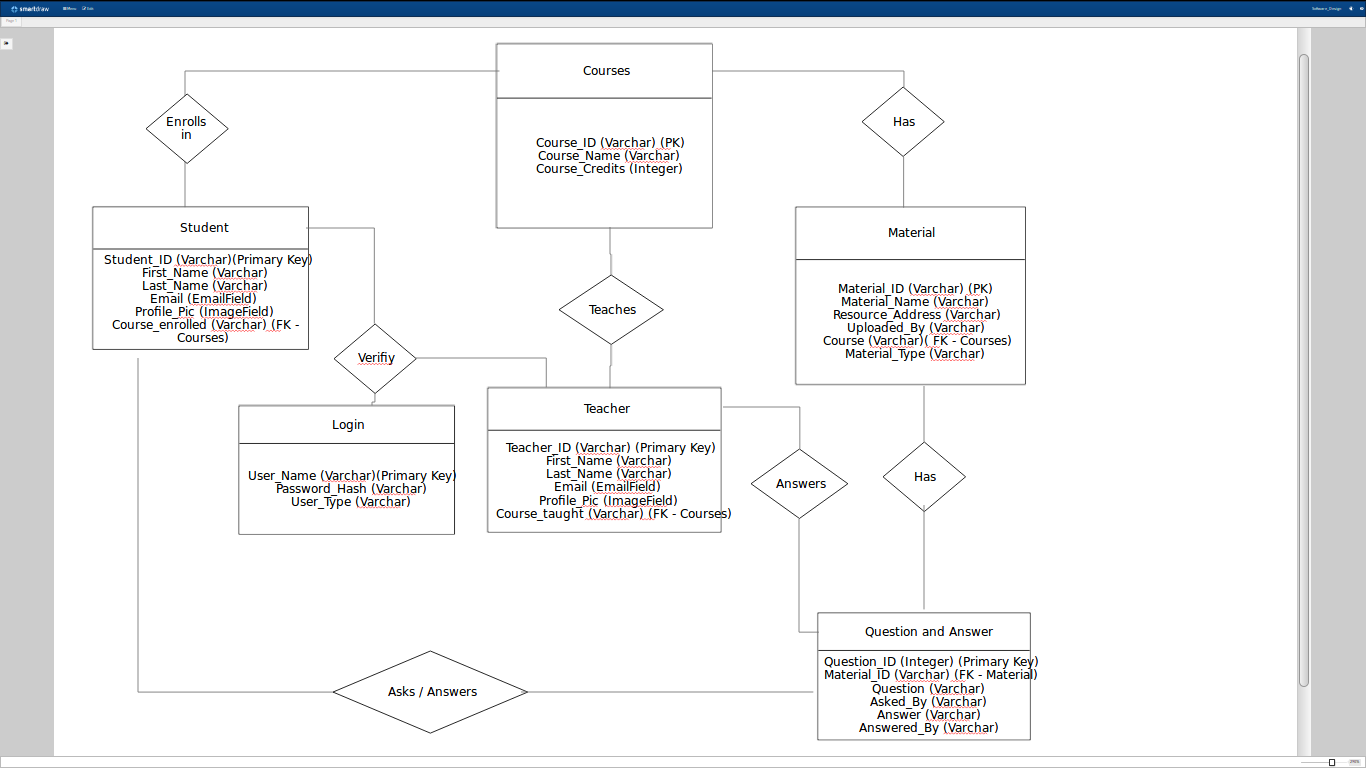 smartdraw
Menu
Edit
Software_Design
Courses
Course_ID (Varchar) (PK)
Course_Name (Varchar)
Course_Credits (Integer)
Enrolls
in
Has
Student
Student_ID (Varchar)(Primary Key)
First_Name (Varchar)
Last_Name (Varchar)
Email (EmailField)
Profile_Pic (ImageField)
Course_enrolled (Varchar) (FK -
Courses)
Material
Material_ID (Varchar) (PK)
Material_Name (Varchar)
Resource_Address (Varchar)
Uploaded_By (Varchar)
Course (Varchar)( FK - Courses)
Material_Type (Varchar)
Teaches
Verifiy
Login
User_Name (Varchar)(Primary Key)
Password_Hash (Varchar)
User_Type (Varchar)
Teacher
Teacher_ID (Varchar) (Primary Key)
First_Name (Varchar)
Last_Name (Varchar)
Email (EmailField)
Profile_Pic (ImageField)
Course_taught (Varchar) (FK - Courses)
Answers
Has
Question and Answer
Question_ID (Integer) (Primary Key)
Material_ID (Varchar) (FK - Material)
Question (Varchar)
Asked_By (Varchar)
Answer (Varchar)
Answered_By (Varchar)
Asks / Answers